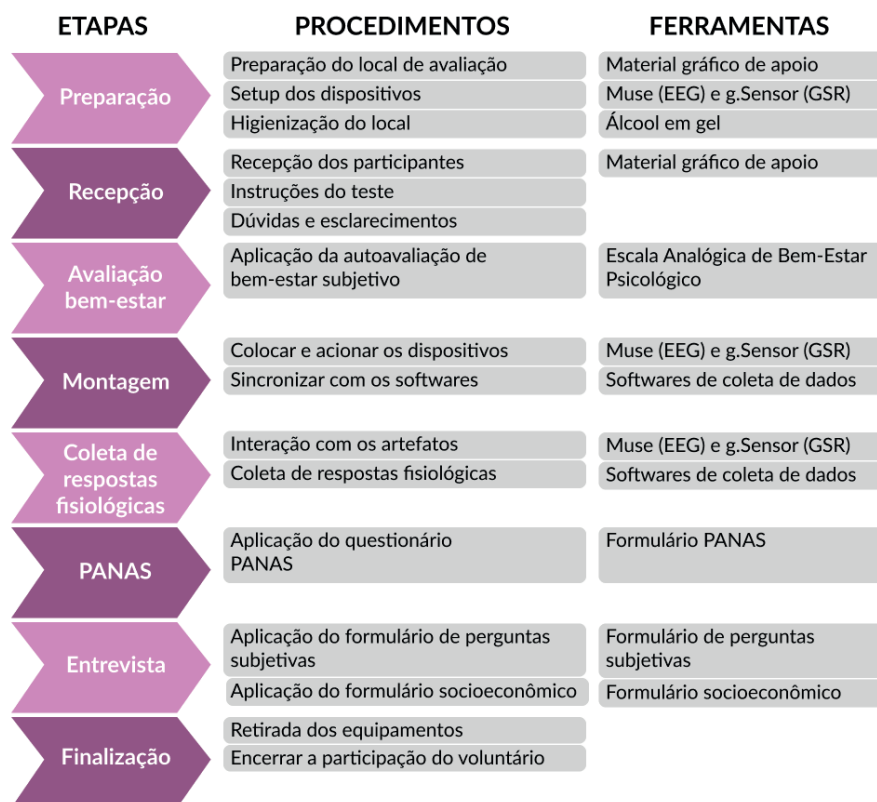 ETAPAS PROCEDIMENTOS FERRAMENTAS
Preparação
Preparação do local de avaliação
Material gráfico de apoio
Setup dos dispositivos
Muse (EEG) e g.Sensor (GSR)
Higienização do local
Álcool em gel
Recepção
Recepção dos participantes
Material gráfico de apoio
Instruções do teste
Dúvidas e esclarecimentos
Avaliação
bem-estar
Aplicação da autoavaliação de
bem-estar subjetivo
Escala Analógica de Bem-Estar
Psicológico
Montagem
Colocar e acionar os dispositivos
Muse (EEG) e g.Sensor (GSR)
Sincronizar com os softwares
Softwares de coleta de dados
Coleta de
respostas
fisiológicas
Interação com os artefatos
Muse (EEG) e g.Sensor (GSR)
Coleta de respostas fisiológicas
Softwares de coleta de dados
PANAS
Aplicação do questionário
PANAS
Formulário PANAS
Entrevista
Aplicação do formulário de perguntas
subjetivas
Formulário de perguntas
subjetivas
Aplicação do formulário socioeconômico
Formulário socioeconômico
Finalização
Retirada dos equipamentos
Encerrar a participação do voluntário